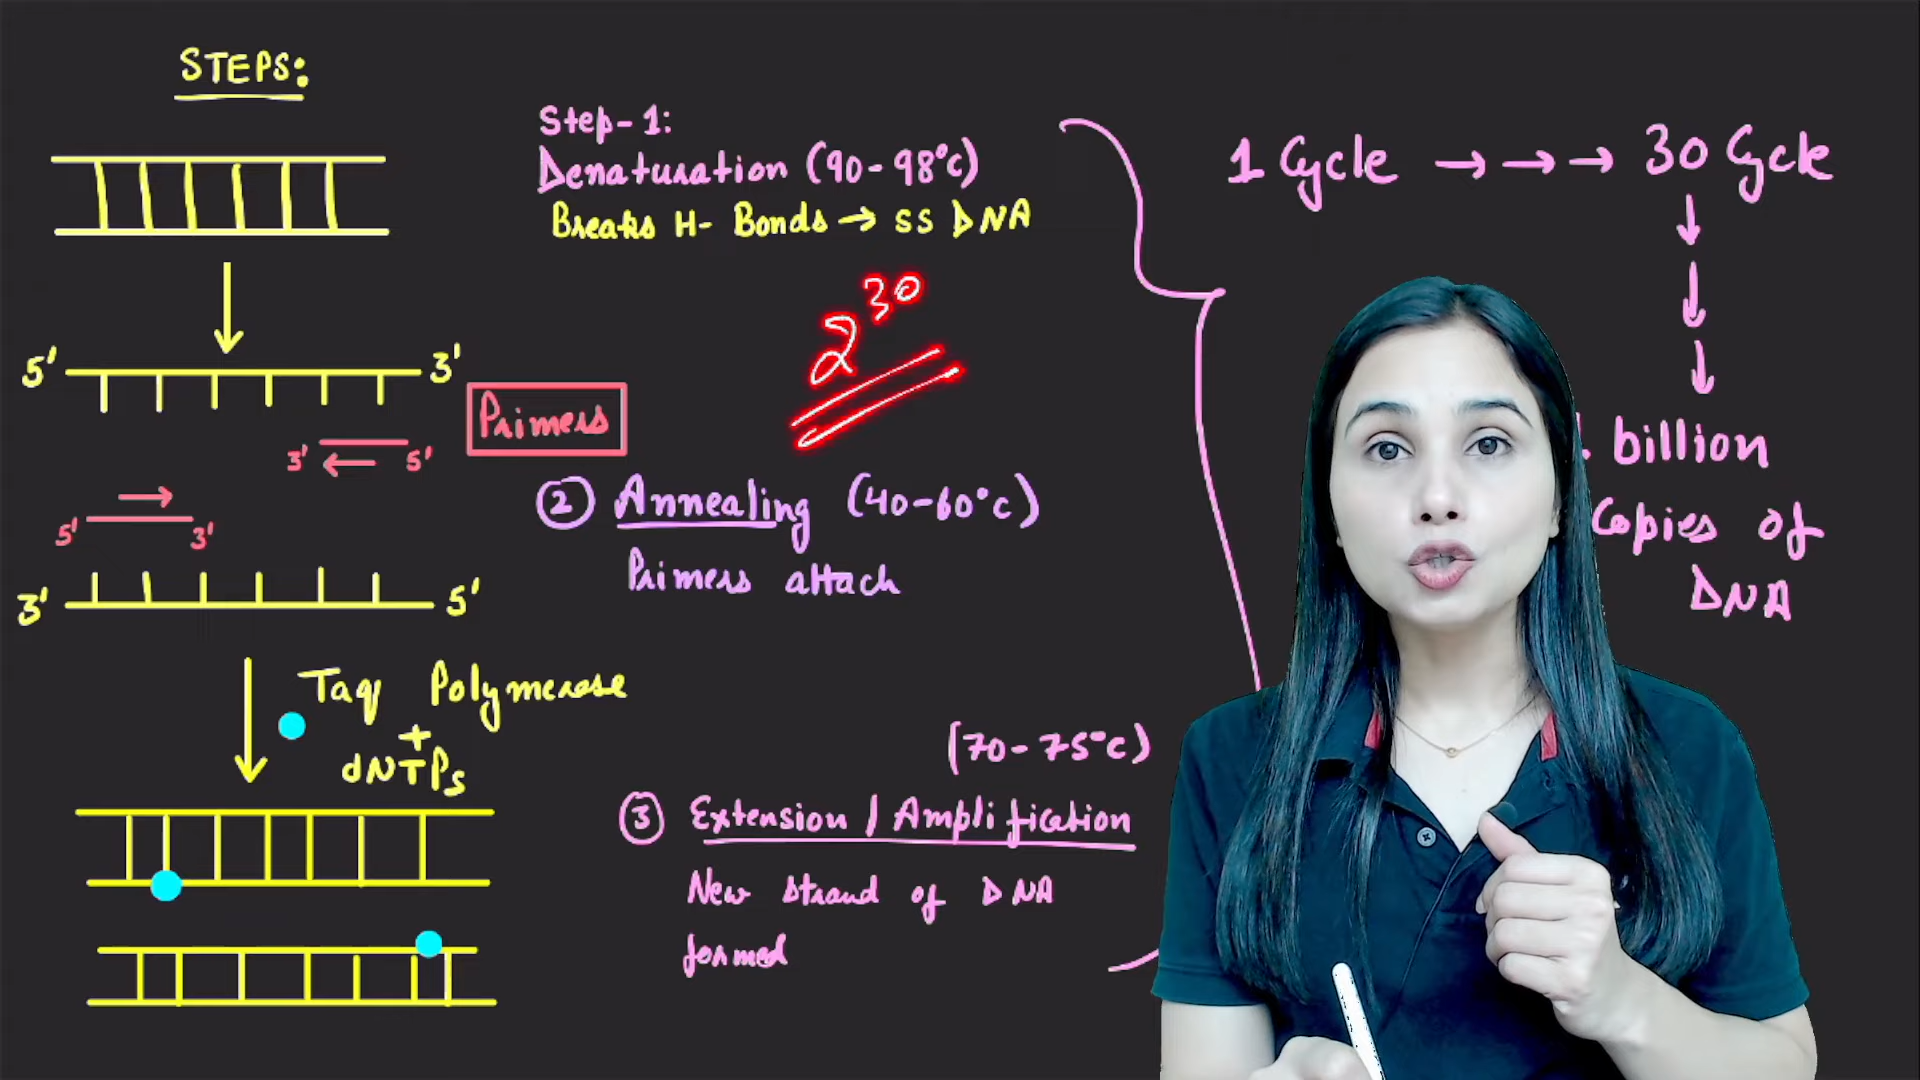 STEPS:
Step-1:
Denaturation (90-98°c)
Breaks H- Bonds → SS DNA
2³⁰
5' 3'
Primers
3' ← 5'
→
5' 3'
② Annealing (40-60°c)
Primers attach
3' 5'
Taq Polymerase
+
dNTPs
(70-75°c)
③ Extension / Amplification
New strand of DNA
formed
1 Cycle → → → 30 Cycle
billion
Copies of
DNA